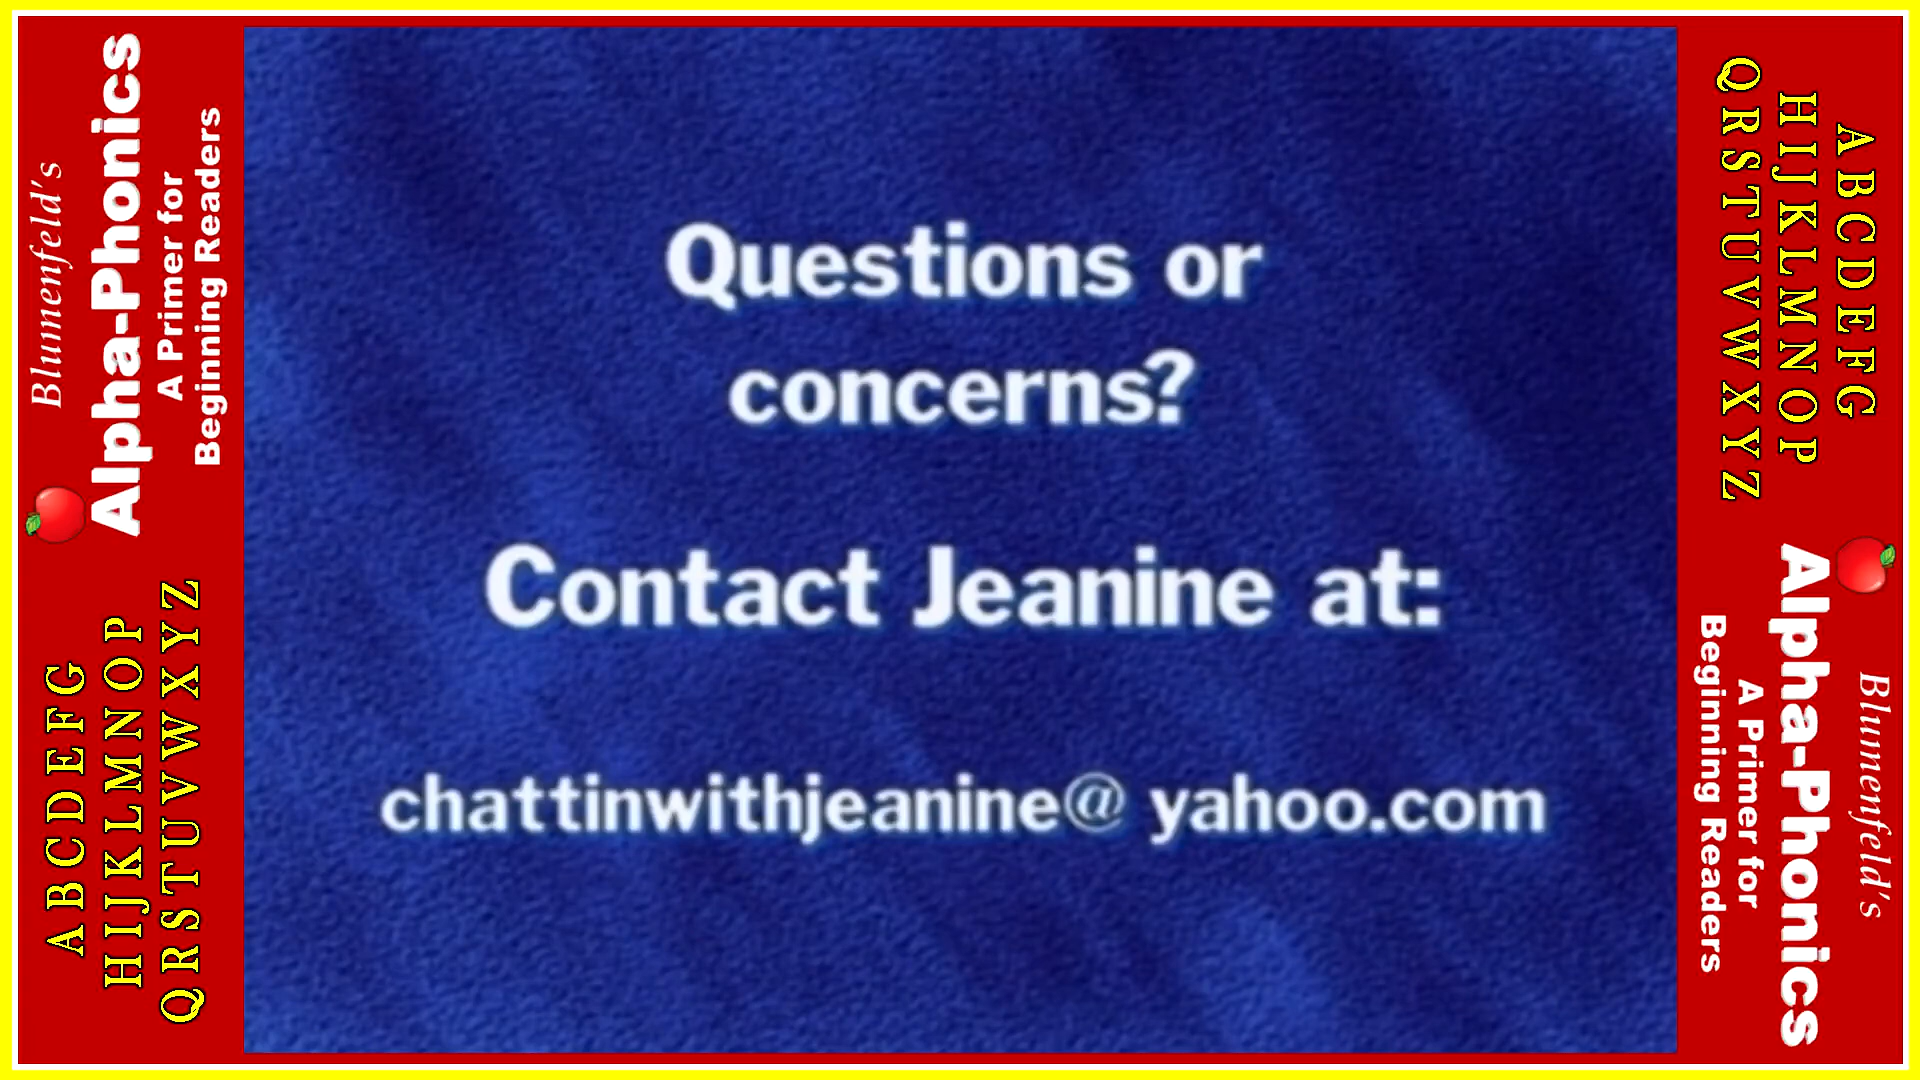 Blumenfeld's
Alpha-Phonics
A Primer for
Beginning Readers
A B C D E F G
H I J K L M N O P
Q R S T U V W X Y Z
Questions or
concerns?
Contact Jeanine at:
chattinwithjeanine@ yahoo.com
A B C D E F G
H I J K L M N O P
Q R S T U V W X Y Z
Blumenfeld's
Alpha-Phonics
A Primer for
Beginning Readers